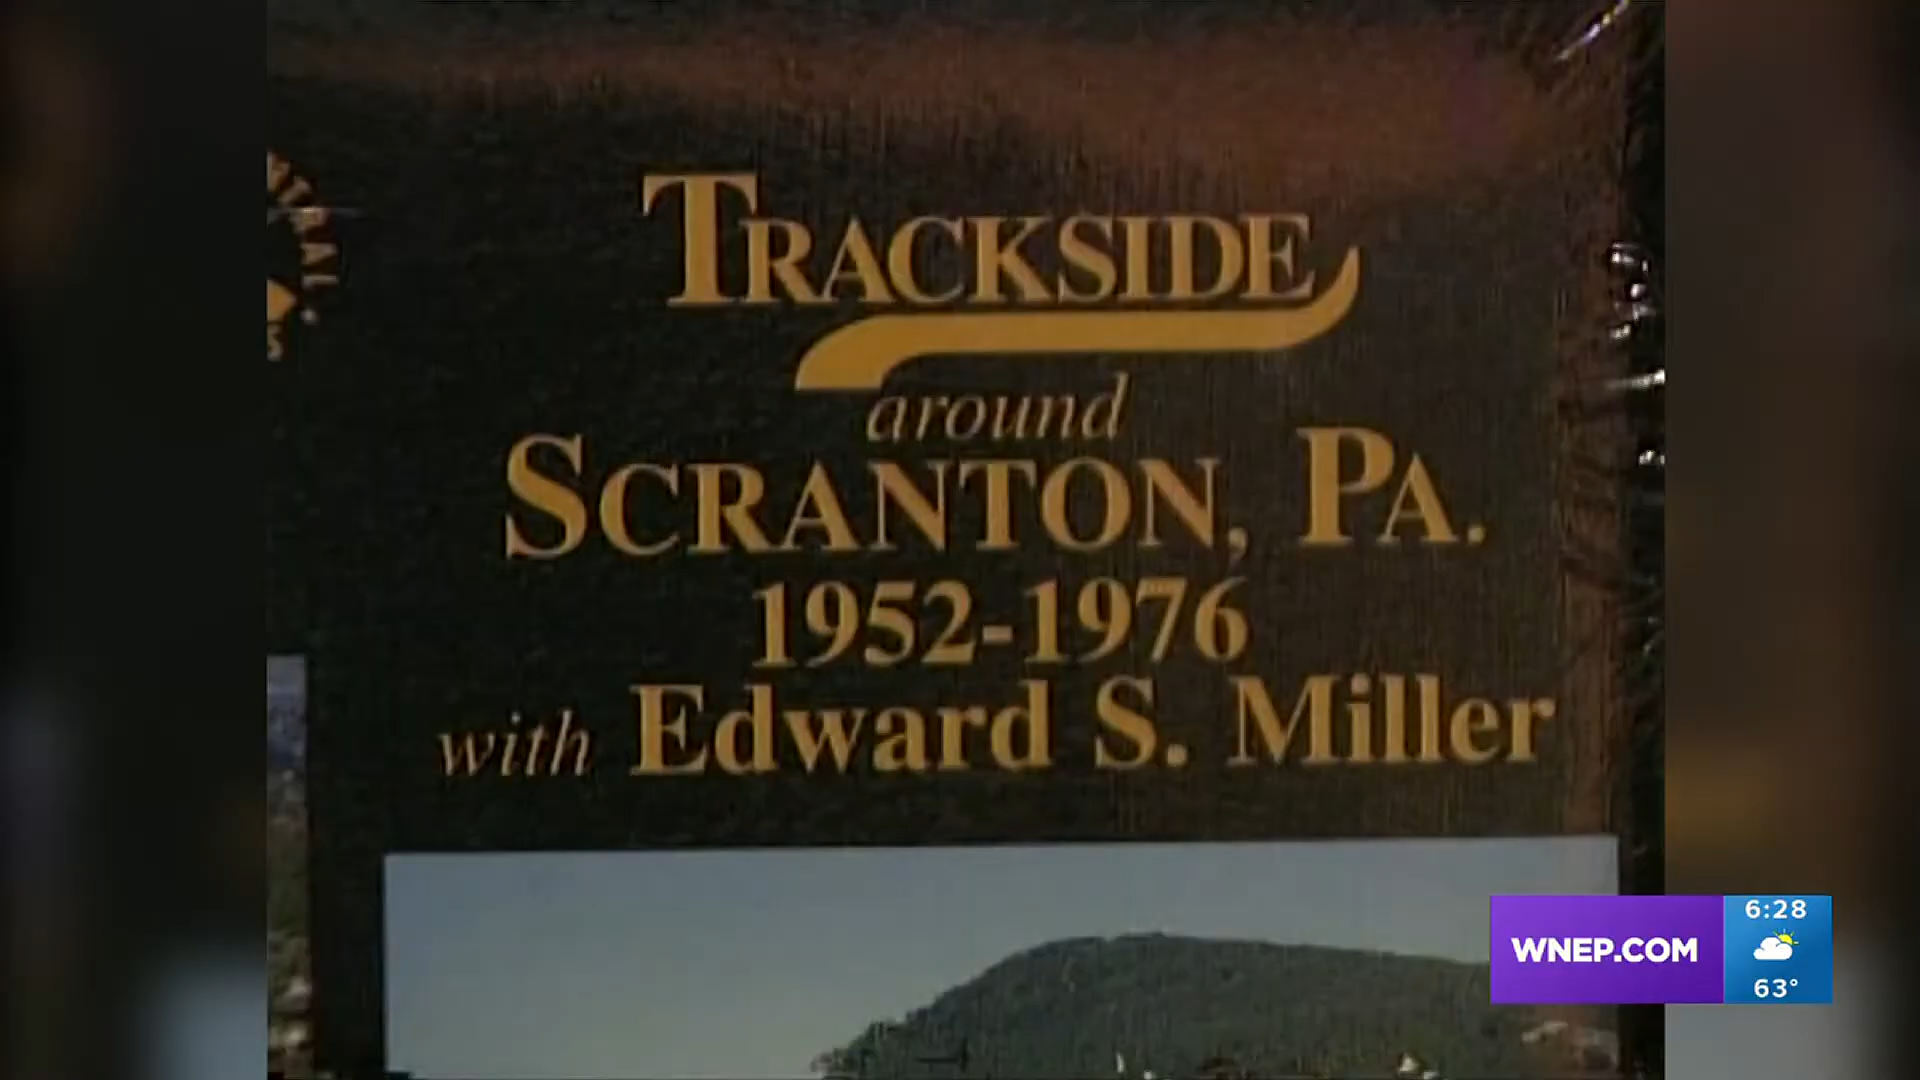 TRACKSIDE
around
SCRANTON, PA.
1952-1976
with Edward S. Miller
WNEP.COM
6:28
63°